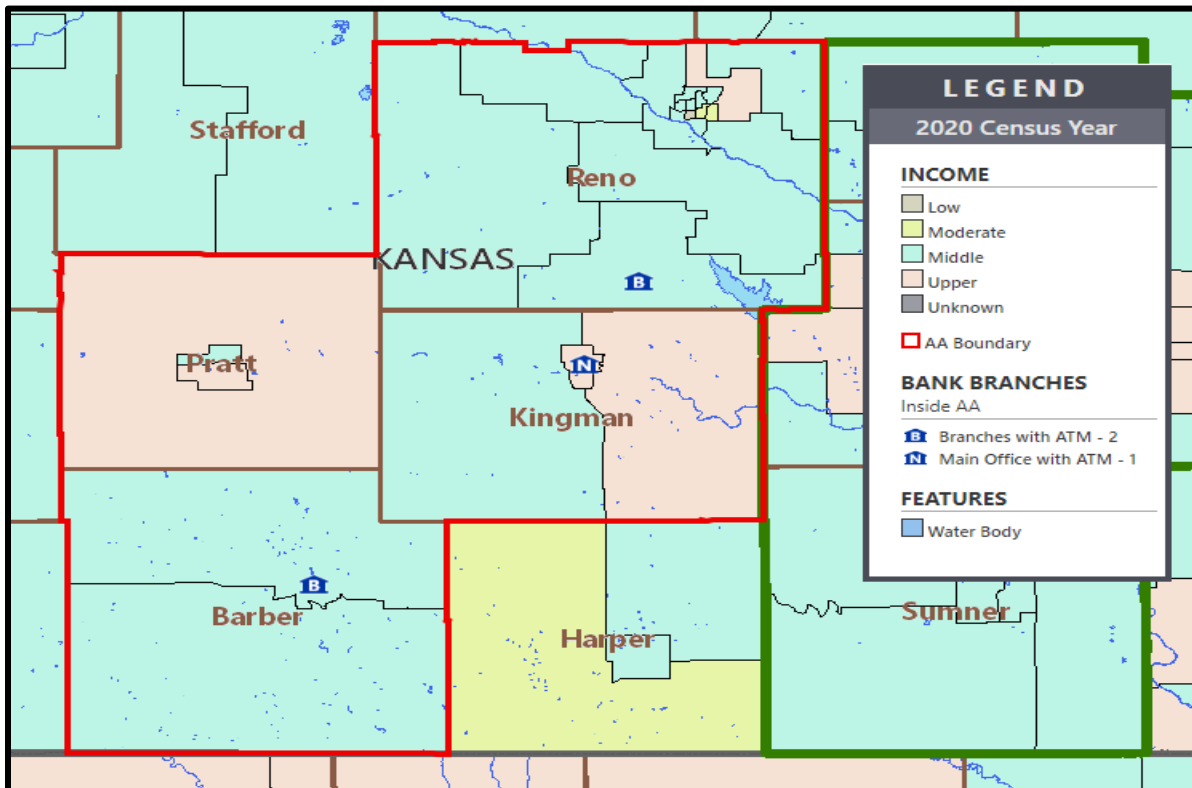 Stafford
Reno
KANSAS
Pratt
Kingman
Barber
Harper
Sumner
LEGEND
2020 Census Year
INCOME
Low
Moderate
Middle
Upper
Unknown
AA Boundary
BANK BRANCHES
Inside AA
B Branches with ATM - 2
N Main Office with ATM - 1
FEATURES
Water Body
B
N
B